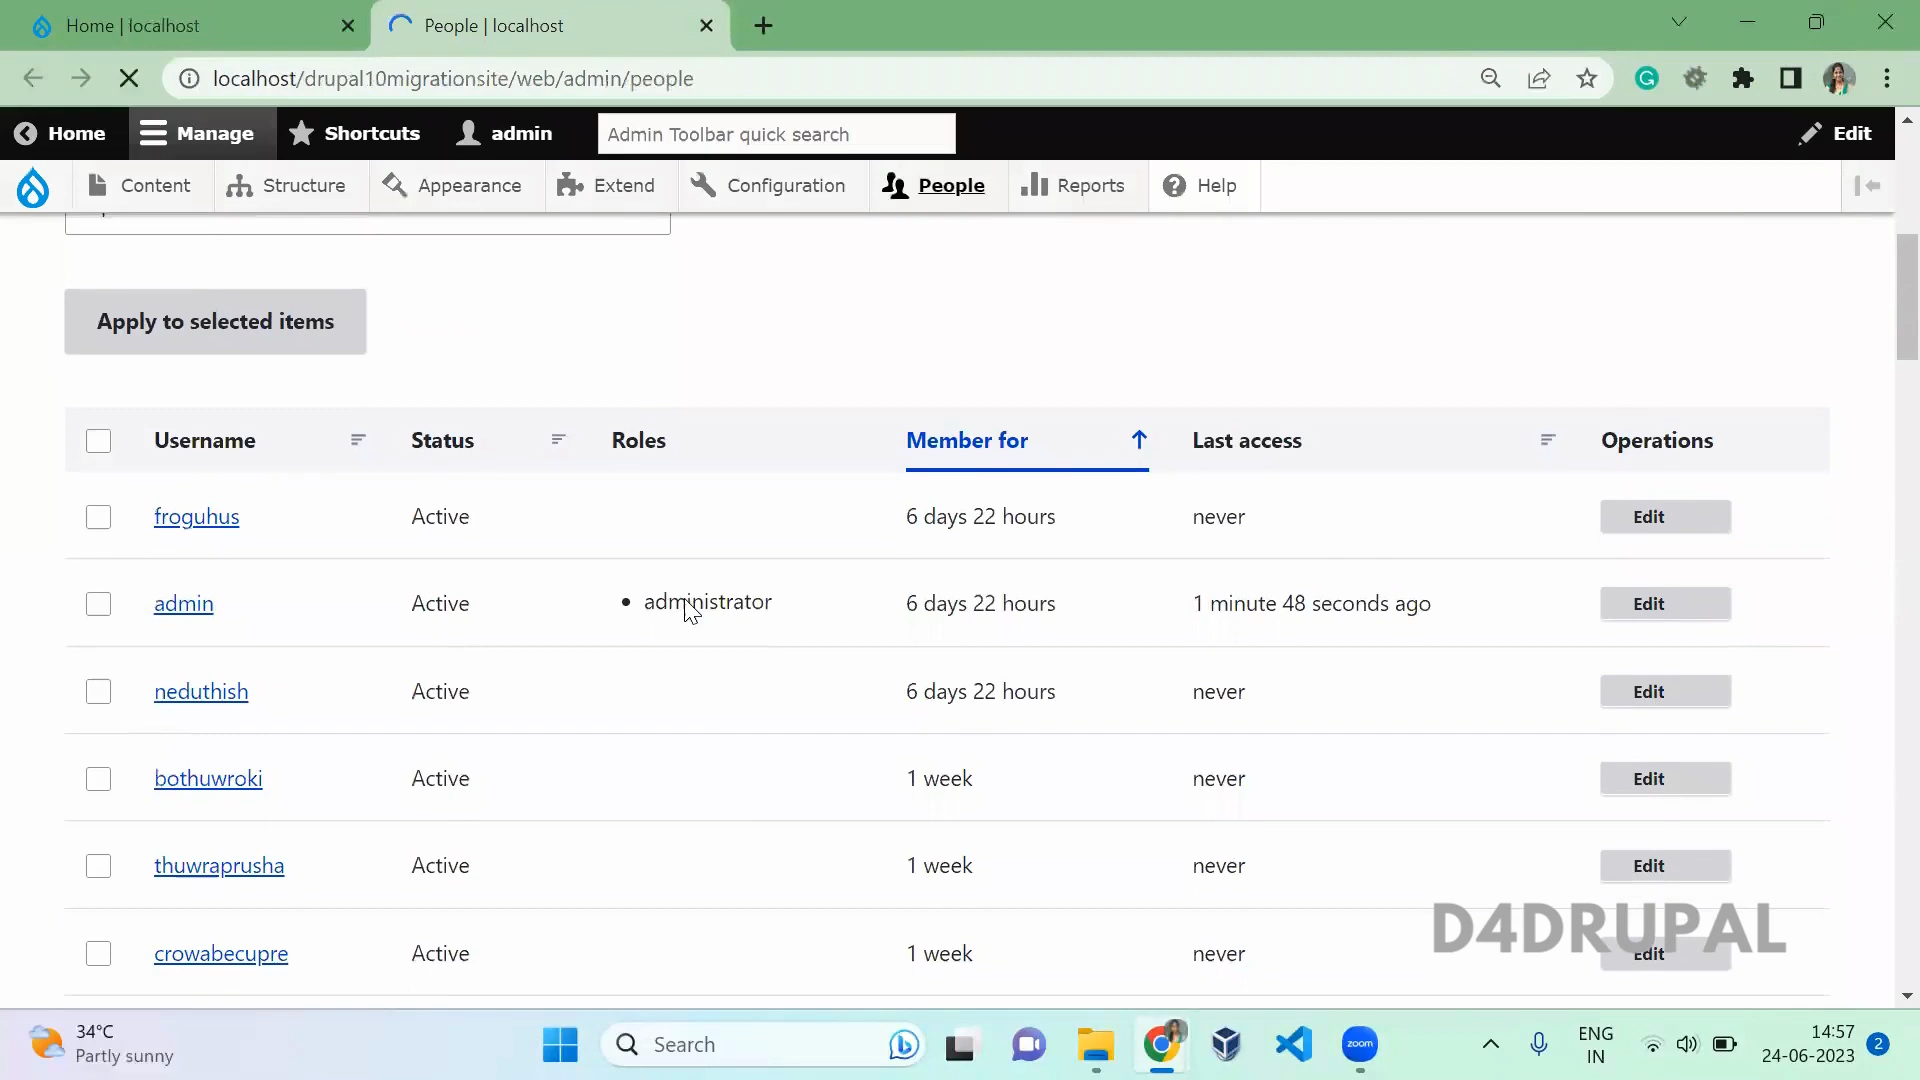 Home | localhost
People | localhost
localhost/drupal10migrationsite/web/admin/people
Home
Manage
Shortcuts
admin
Admin Toolbar quick search
Edit
Content
Structure
Appearance
Extend
Configuration
People
Reports
Help
Apply to selected items
Username Status Roles Member for Last access Operations
froguhus Active 6 days 22 hours never Edit
admin Active administrator 6 days 22 hours 1 minute 48 seconds ago Edit
neduthish Active 6 days 22 hours never Edit
bothuwroki Active 1 week never Edit
thuwraprusha Active 1 week never Edit
crowabecupre Active 1 week never Edit
D4DRUPAL
34°C
Partly sunny
Search
zoom
ENG
IN
14:57
24-06-2023
2